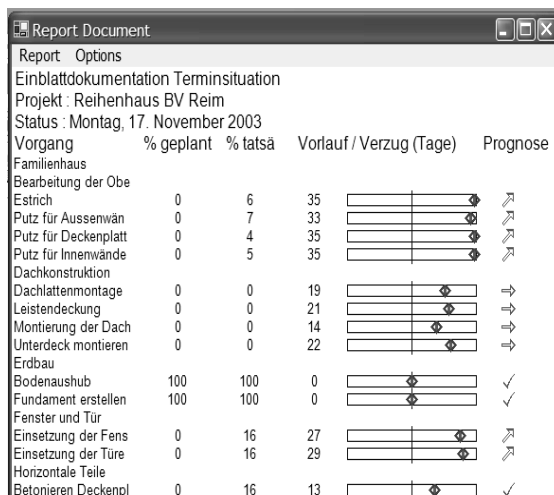 Report Document
Report Options
Einblattdokumentation Terminsituation
Projekt : Reihenhaus BV Reim
Status : Montag, 17. November 2003
Vorgang % geplant % tatsä Vorlauf / Verzug (Tage) Prognose
Familienhaus
Bearbeitung der Obe
Estrich 0 6 35
Putz für Aussenwän 0 7 33
Putz für Deckenplatt 0 4 35
Putz für Innenwände 0 5 35
Dachkonstruktion
Dachlattenmontage 0 0 19
Leistendeckung 0 0 21
Montierung der Dach 0 0 14
Unterdeck montieren 0 0 22
Erdbau
Bodenaushub 100 100 0
Fundament erstellen 100 100 0
Fenster und Tür
Einsetzung der Fens 0 16 27
Einsetzung der Türe 0 16 29
Horizontale Teile
Betonieren Deckenpl 0 16 13